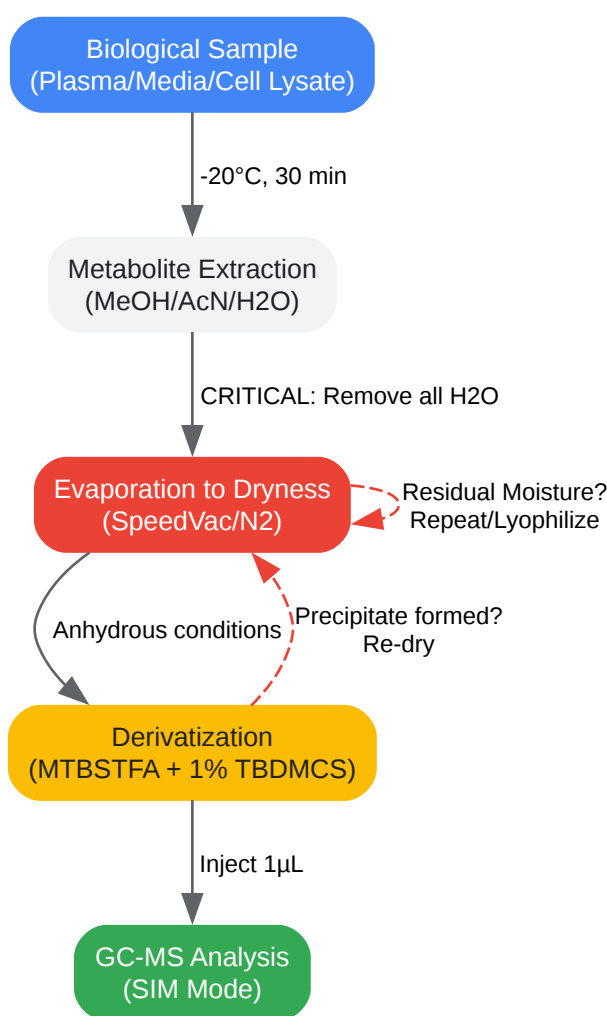 Biological Sample
(Plasma/Media/Cell Lysate)
-20°C, 30 min
Metabolite Extraction
(MeOH/AcN/H2O)
CRITICAL: Remove all H2O
Evaporation to Dryness
(SpeedVac/N2)
Residual Moisture?
Repeat/Lyophilize
Anhydrous conditions
Precipitate formed?
Re-dry
Derivatization
(MTBSTFA + 1% TBDMCS)
Inject 1µL
GC-MS Analysis
(SIM Mode)